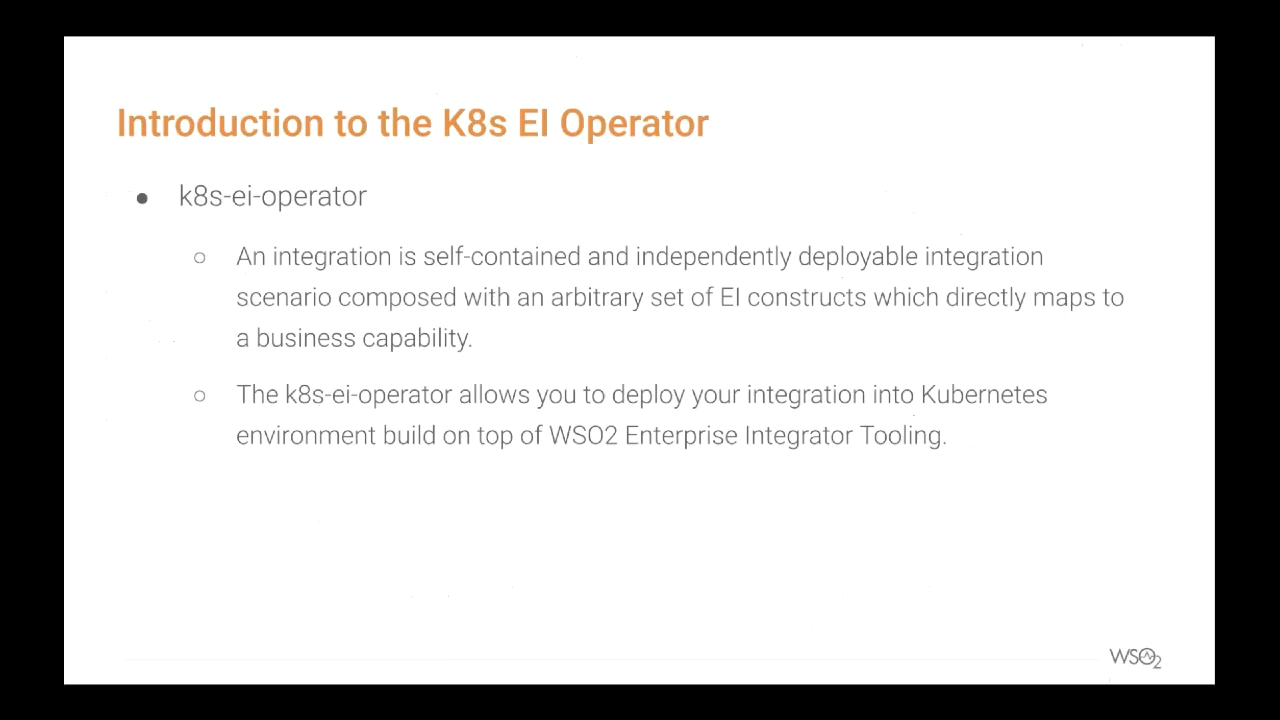 Introduction to the K8s EI Operator
● k8s-ei-operator
○ An integration is self-contained and independently deployable integration
scenario composed with an arbitrary set of EI constructs which directly maps to
a business capability.
○ The k8s-ei-operator allows you to deploy your integration into Kubernetes
environment build on top of WSO2 Enterprise Integrator Tooling.
WSO2